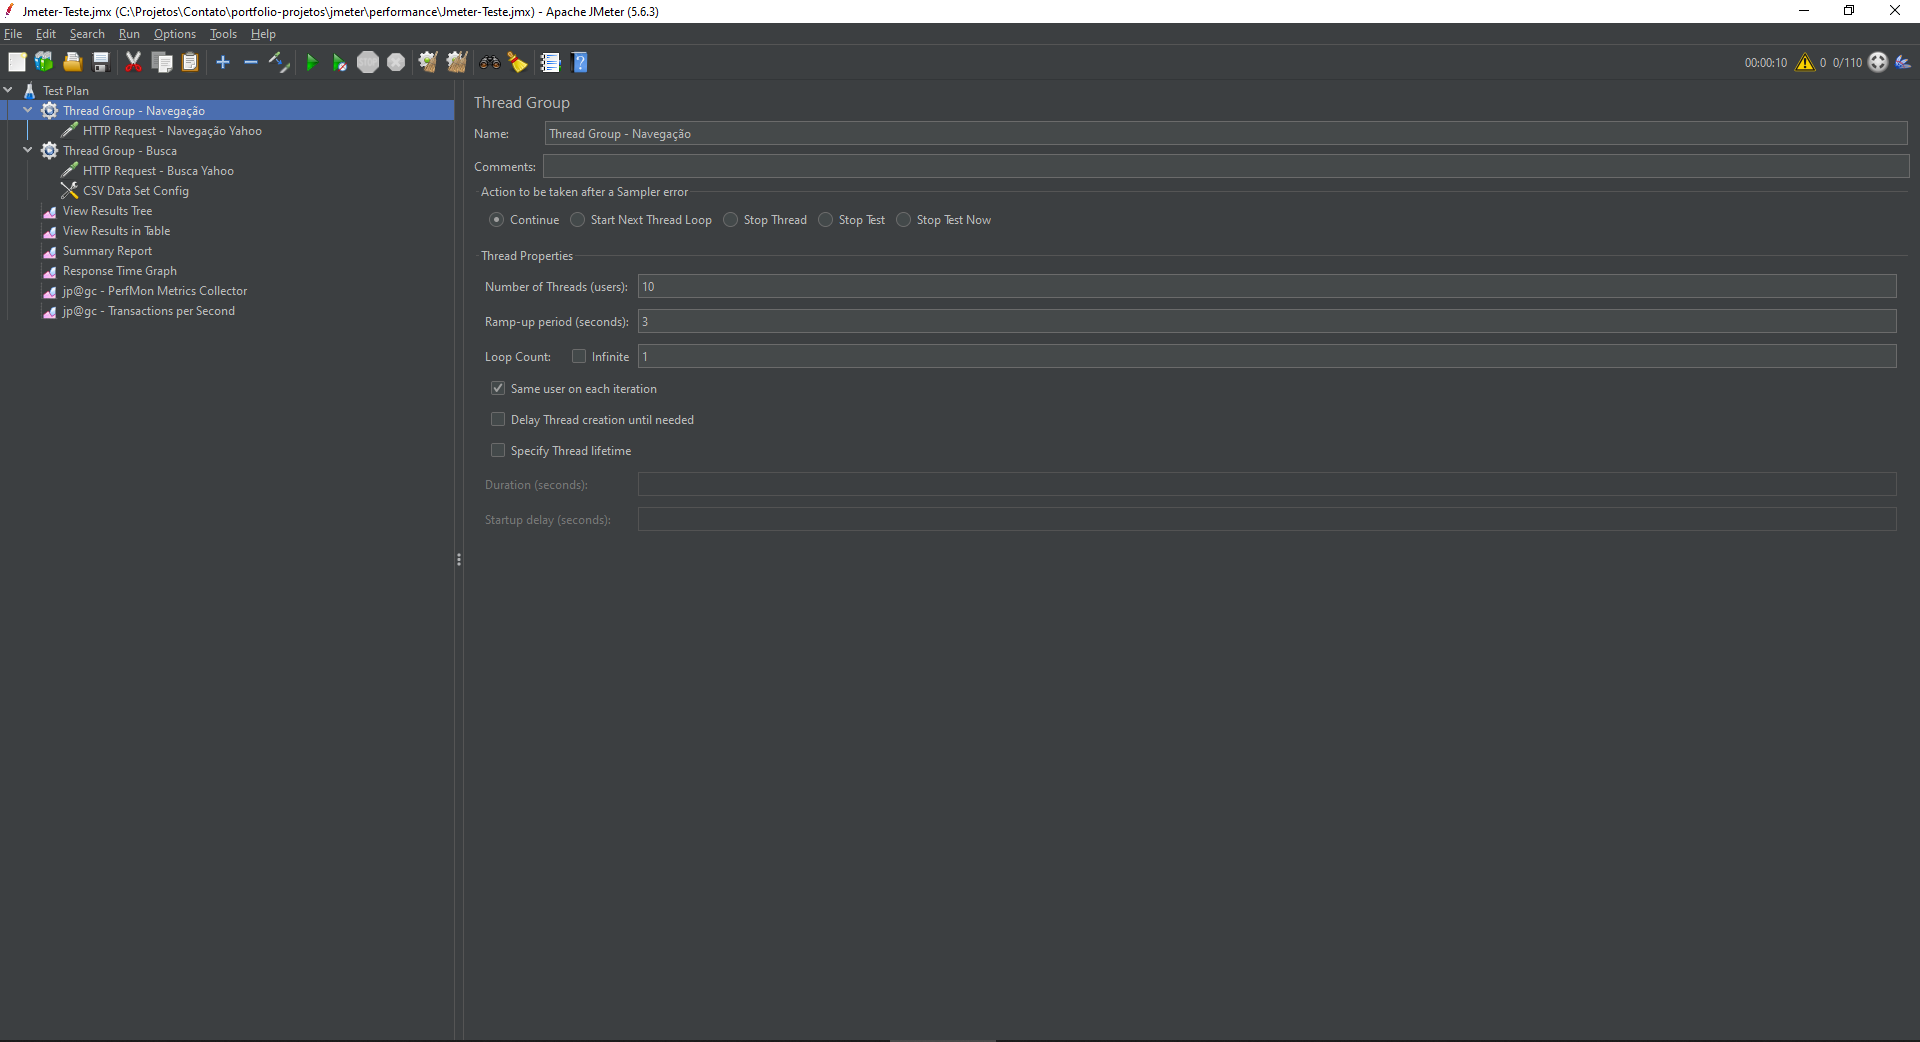 Jmeter-Teste.jmx (C:\Projetos\Contato\portfolio-projetos\jmeter\performance\Jmeter-Teste.jmx) - Apache JMeter (5.6.3)
File Edit Search Run Options Tools Help
STOP 00:00:10 0 0/110
Test Plan
Thread Group - Navegação
HTTP Request - Navegação Yahoo
Thread Group - Busca
HTTP Request - Busca Yahoo
CSV Data Set Config
View Results Tree
View Results in Table
Summary Report
Response Time Graph
jp@gc - PerfMon Metrics Collector
jp@gc - Transactions per Second
Thread Group
Name: Thread Group - Navegação
Comments:
Action to be taken after a Sampler error
Continue Start Next Thread Loop Stop Thread Stop Test Stop Test Now
Thread Properties
Number of Threads (users): 10
Ramp-up period (seconds): 3
Loop Count: Infinite 1
Same user on each iteration
Delay Thread creation until needed
Specify Thread lifetime
Duration (seconds):
Startup delay (seconds):